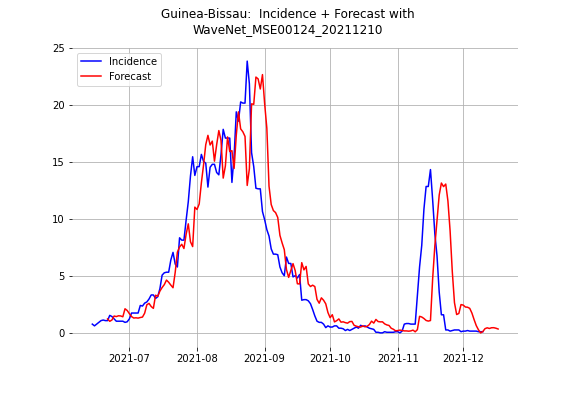 Guinea-Bissau:  Incidence + Forecast with
WaveNet_MSE00124_20211210
25
20
15
10
5
0
Incidence
Forecast
2021-07 2021-08 2021-09 2021-10 2021-11 2021-12